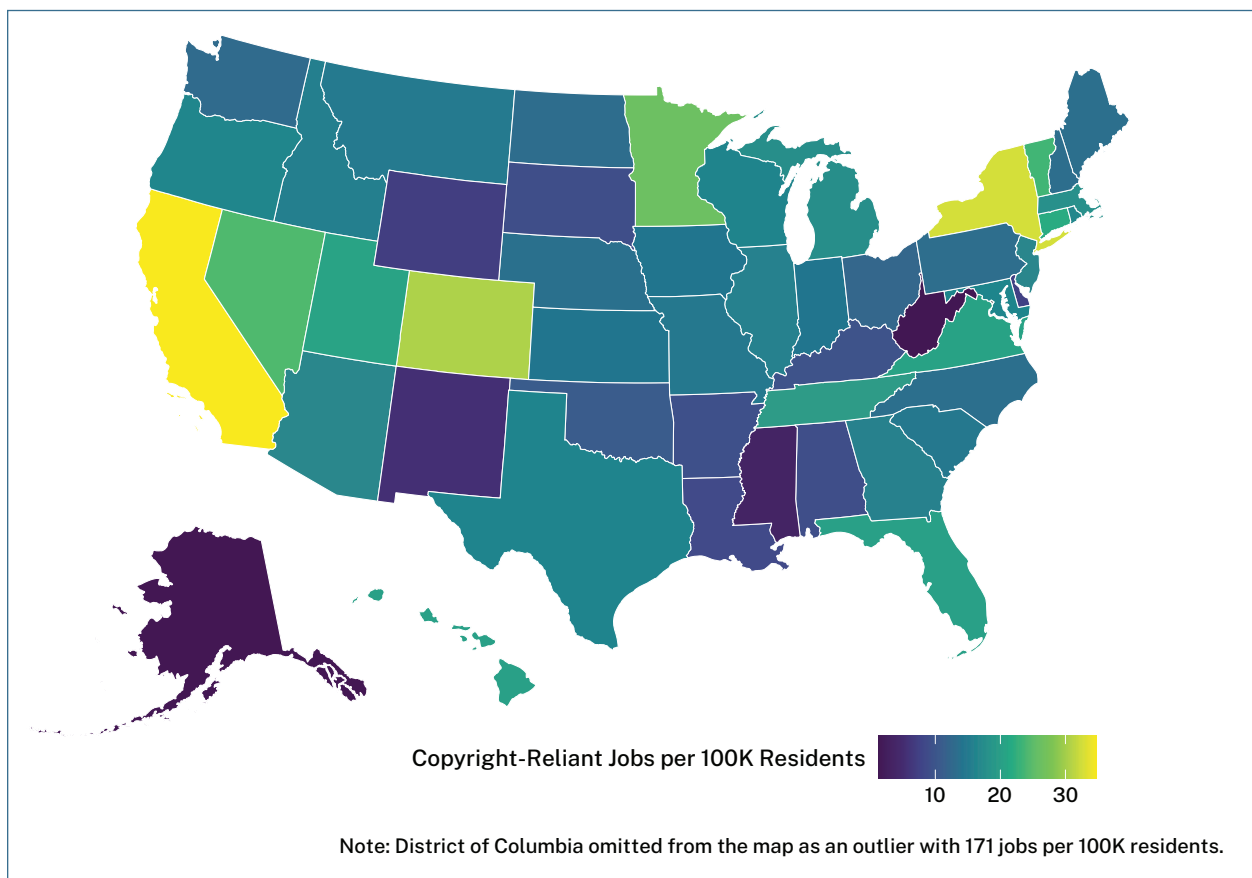 Copyright-Reliant Jobs per 100K Residents
10 20 30
Note: District of Columbia omitted from the map as an outlier with 171 jobs per 100K residents.